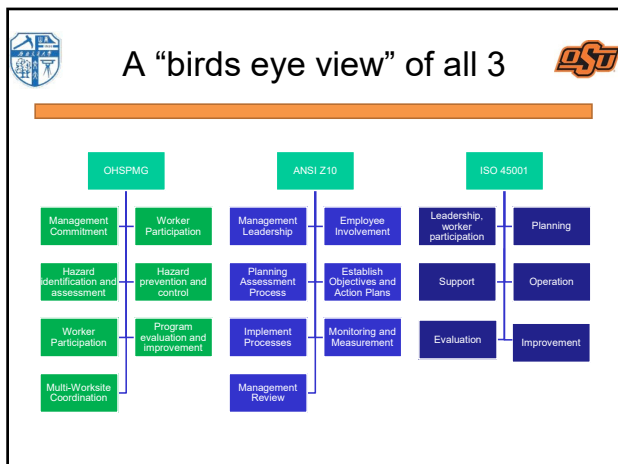 A “birds eye view” of all 3
OSU
OHSPMG
Management
Commitment
Worker
Participation
Hazard
identification and
assessment
Hazard
prevention and
control
Worker
Participation
Program
evaluation and
improvement
Multi-Worksite
Coordination
ANSI Z10
Management
Leadership
Employee
Involvement
Planning
Assessment
Process
Establish
Objectives and
Action Plans
Implement
Processes
Monitoring and
Measurement
Management
Review
ISO 45001
Leadership,
worker
participation
Planning
Support
Operation
Evaluation
Improvement